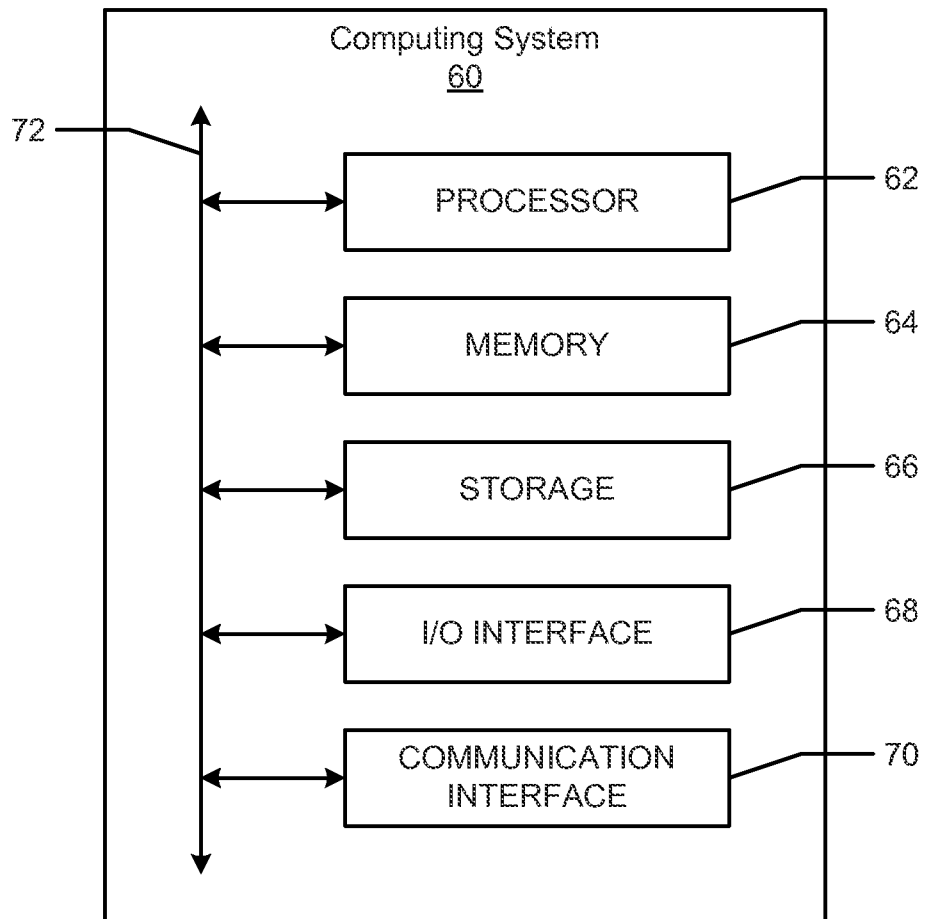 Computing System
60
72
PROCESSOR
62
MEMORY
64
STORAGE
66
I/O INTERFACE
68
COMMUNICATION
INTERFACE
70